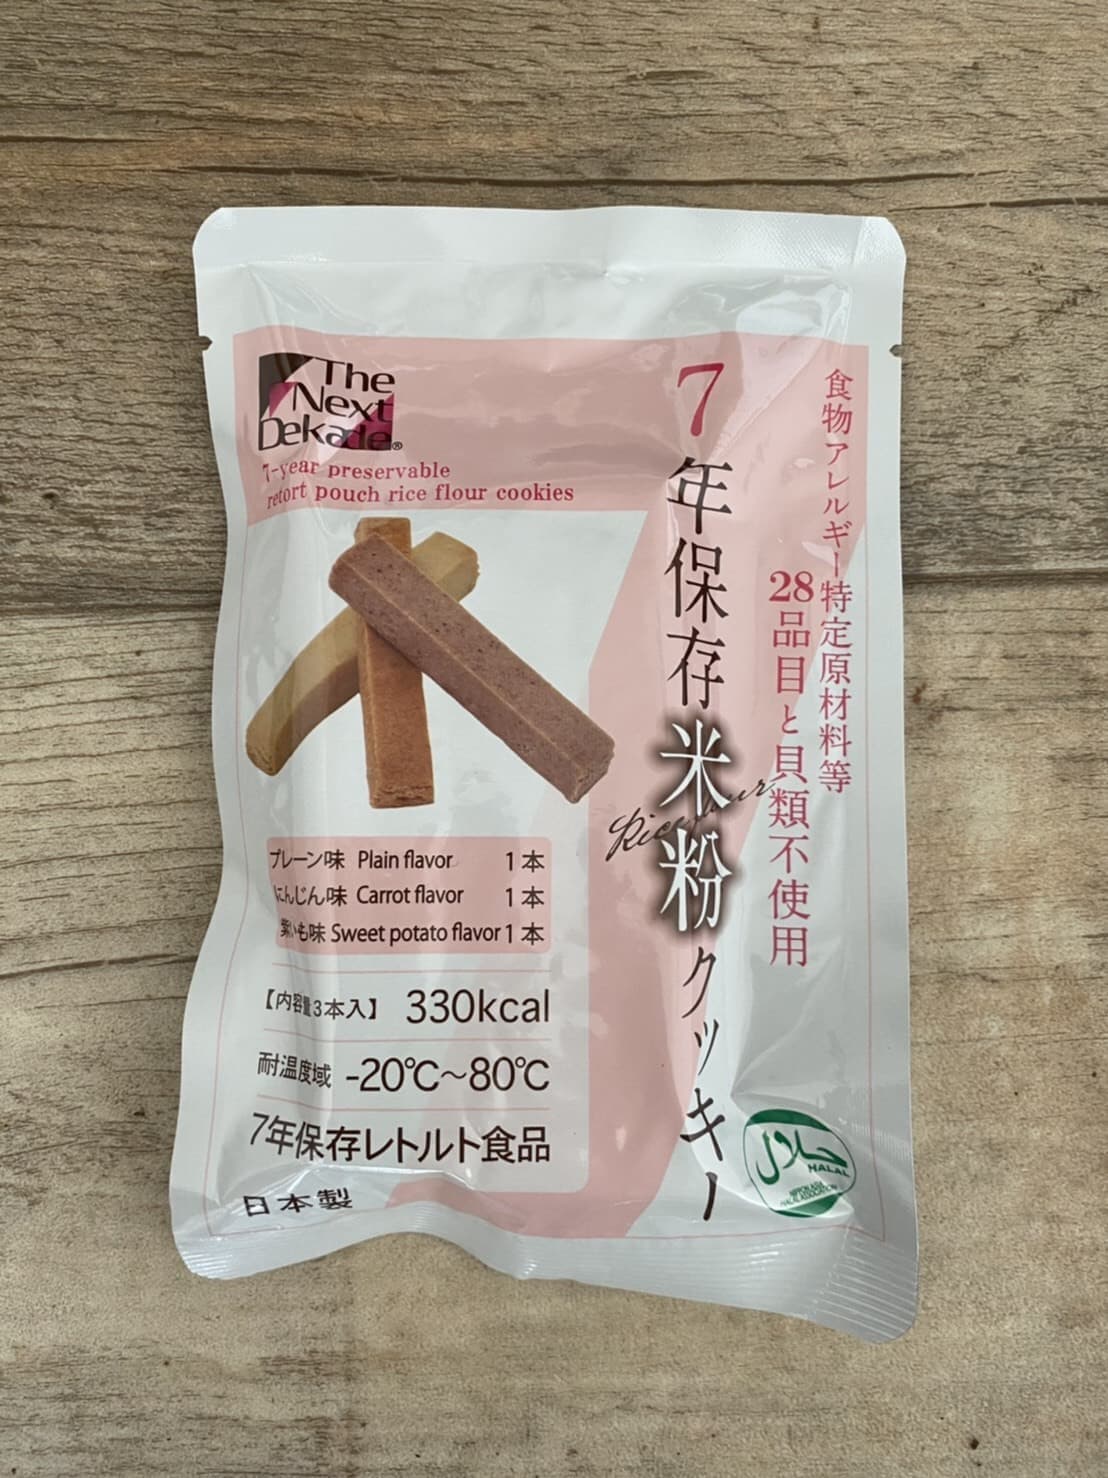 The
Next
Dekade®
7-year preservable
retort pouch rice flour cookies
7年保存米粉クッキー
Rice flour
食物アレルギー特定原材料等
28品目と貝類不使用
プレーン味 Plain flavor 1本
にんじん味 Carrot flavor 1本
紫いも味 Sweet potato flavor 1本
【内容量3本入】 330kcal
耐温度域 -20℃～80℃
7年保存レトルト食品
日本製
حلال
HALAL
NIPPON ASIA
HALAL ASSOCIATION